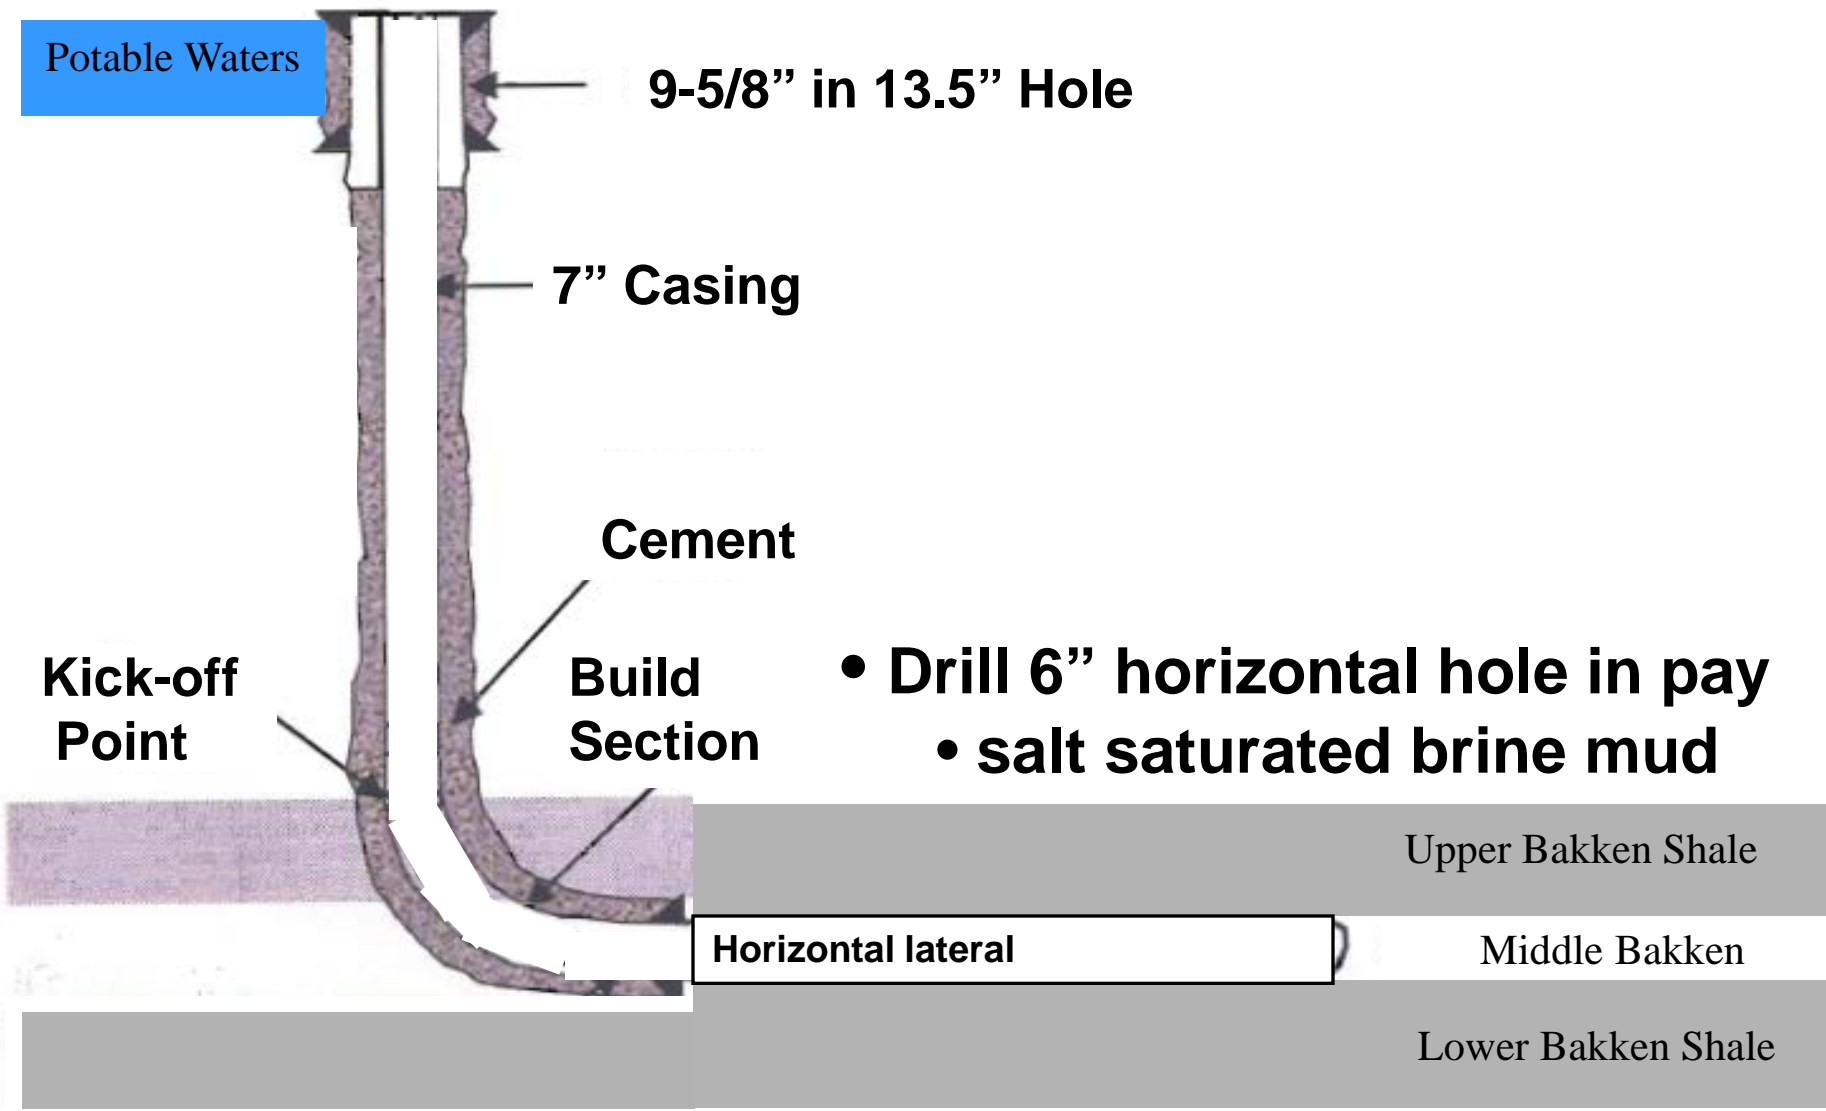 Potable Waters
9-5/8” in 13.5” Hole
7” Casing
Cement
Kick-off
Point
Build
Section
• Drill 6” horizontal hole in pay
• salt saturated brine mud
Upper Bakken Shale
Horizontal lateral
Middle Bakken
Lower Bakken Shale